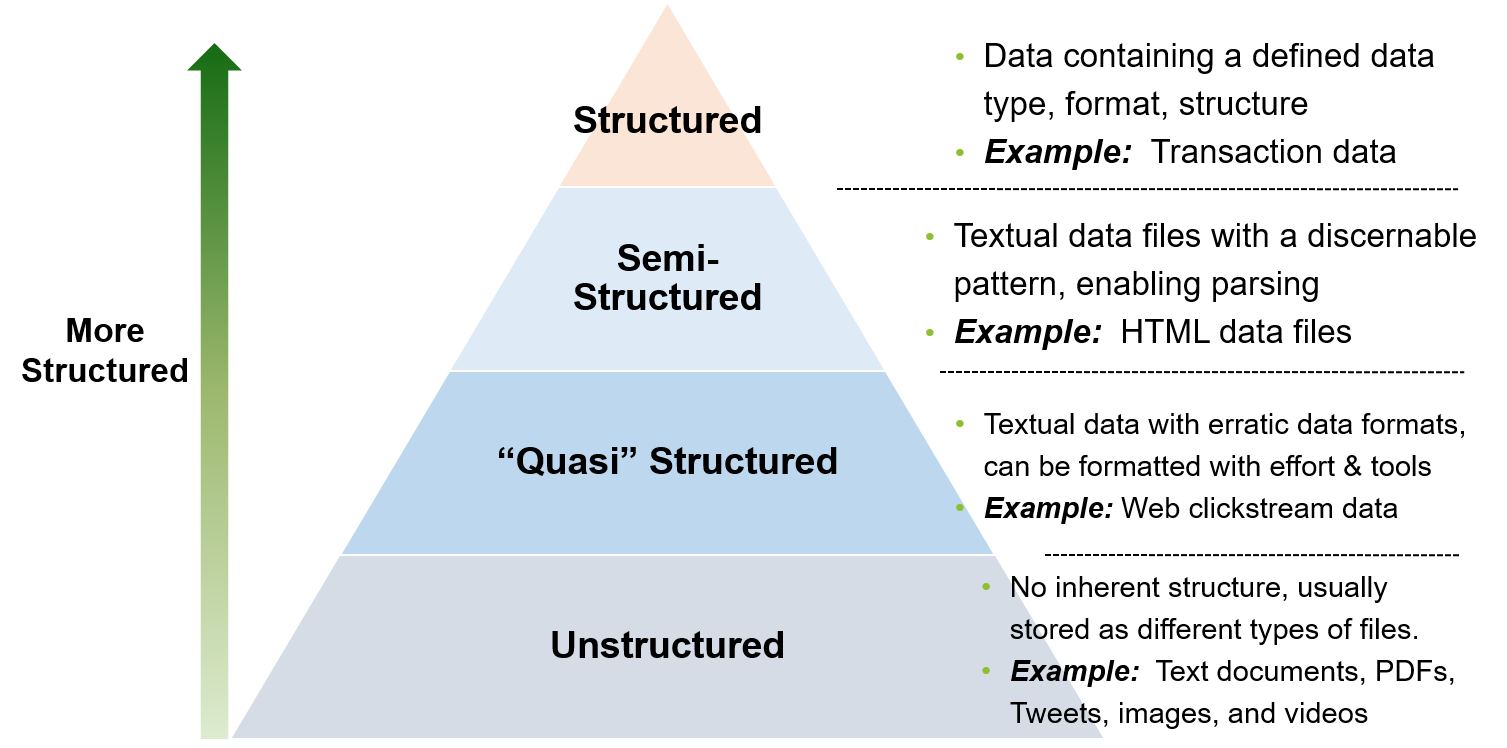 Structured
• Data containing a defined data
type, format, structure
• Example: Transaction data
Semi-
Structured
• Textual data files with a discernable
pattern, enabling parsing
• Example: HTML data files
More
Structured
“Quasi” Structured
• Textual data with erratic data formats,
can be formatted with effort & tools
• Example: Web clickstream data
Unstructured
• No inherent structure, usually
stored as different types of files.
• Example: Text documents, PDFs,
Tweets, images, and videos